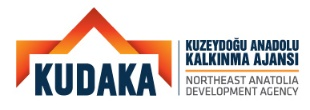 KUDAKA
KUZEYDOĞU ANADOLU
KALKINMA AJANSI
NORTHEAST ANATOLIA
DEVELOPMENT AGENCY